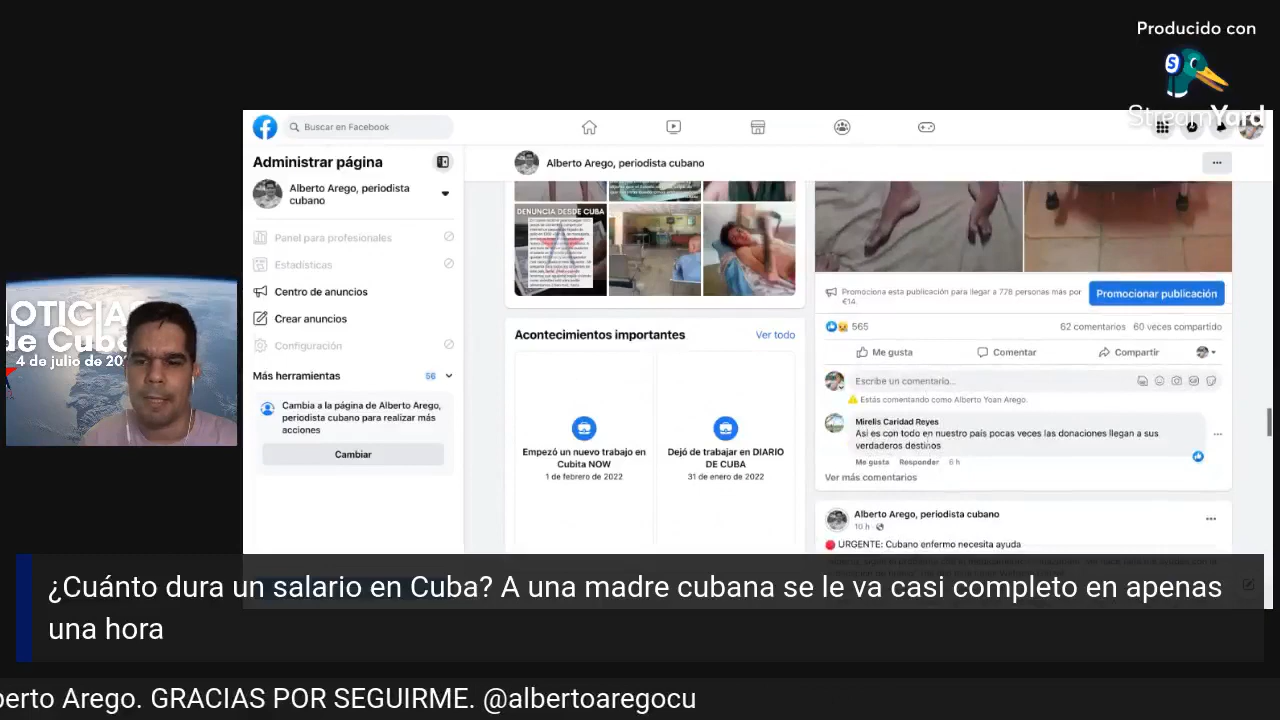 Producido con
StreamYard
Buscar en Facebook
Administrar página
Alberto Arego, periodista
cubano
Panel para profesionales
Estadísticas
Centro de anuncios
Crear anuncios
Configuración
Más herramientas
56
Cambia a la página de Alberto Arego,
periodista cubano para realizar más
acciones
Cambiar
Alberto Arego, periodista cubano
DENUNCIA DESDE CUBA
Acontecimientos importantes
Ver todo
Empezó un nuevo trabajo en
Cubita NOW
1 de febrero de 2022
Dejó de trabajar en DIARIO
DE CUBA
31 de enero de 2022
Promociona esta publicación para llegar a 778 personas más por
€14.
Promocionar publicación
565
62 comentarios 60 veces compartido
Me gusta
Comentar
Compartir
Escribe un comentario...
Estás comentando como Alberto Yoan Arego.
Mirelis Caridad Reyes
Asi es con todo en nuestro país pocas veces las donaciones llegan a sus
verdaderos destinos
Me gusta Responder 6 h
Ver más comentarios
Alberto Arego, periodista cubano
10 h
URGENTE: Cubano enfermo necesita ayuda
OTICIA
de Cuba
4 de julio de 20
¿Cuánto dura un salario en Cuba? A una madre cubana se le va casi completo en apenas
una hora
berto Arego. GRACIAS POR SEGUIRME. @albertoaregocu